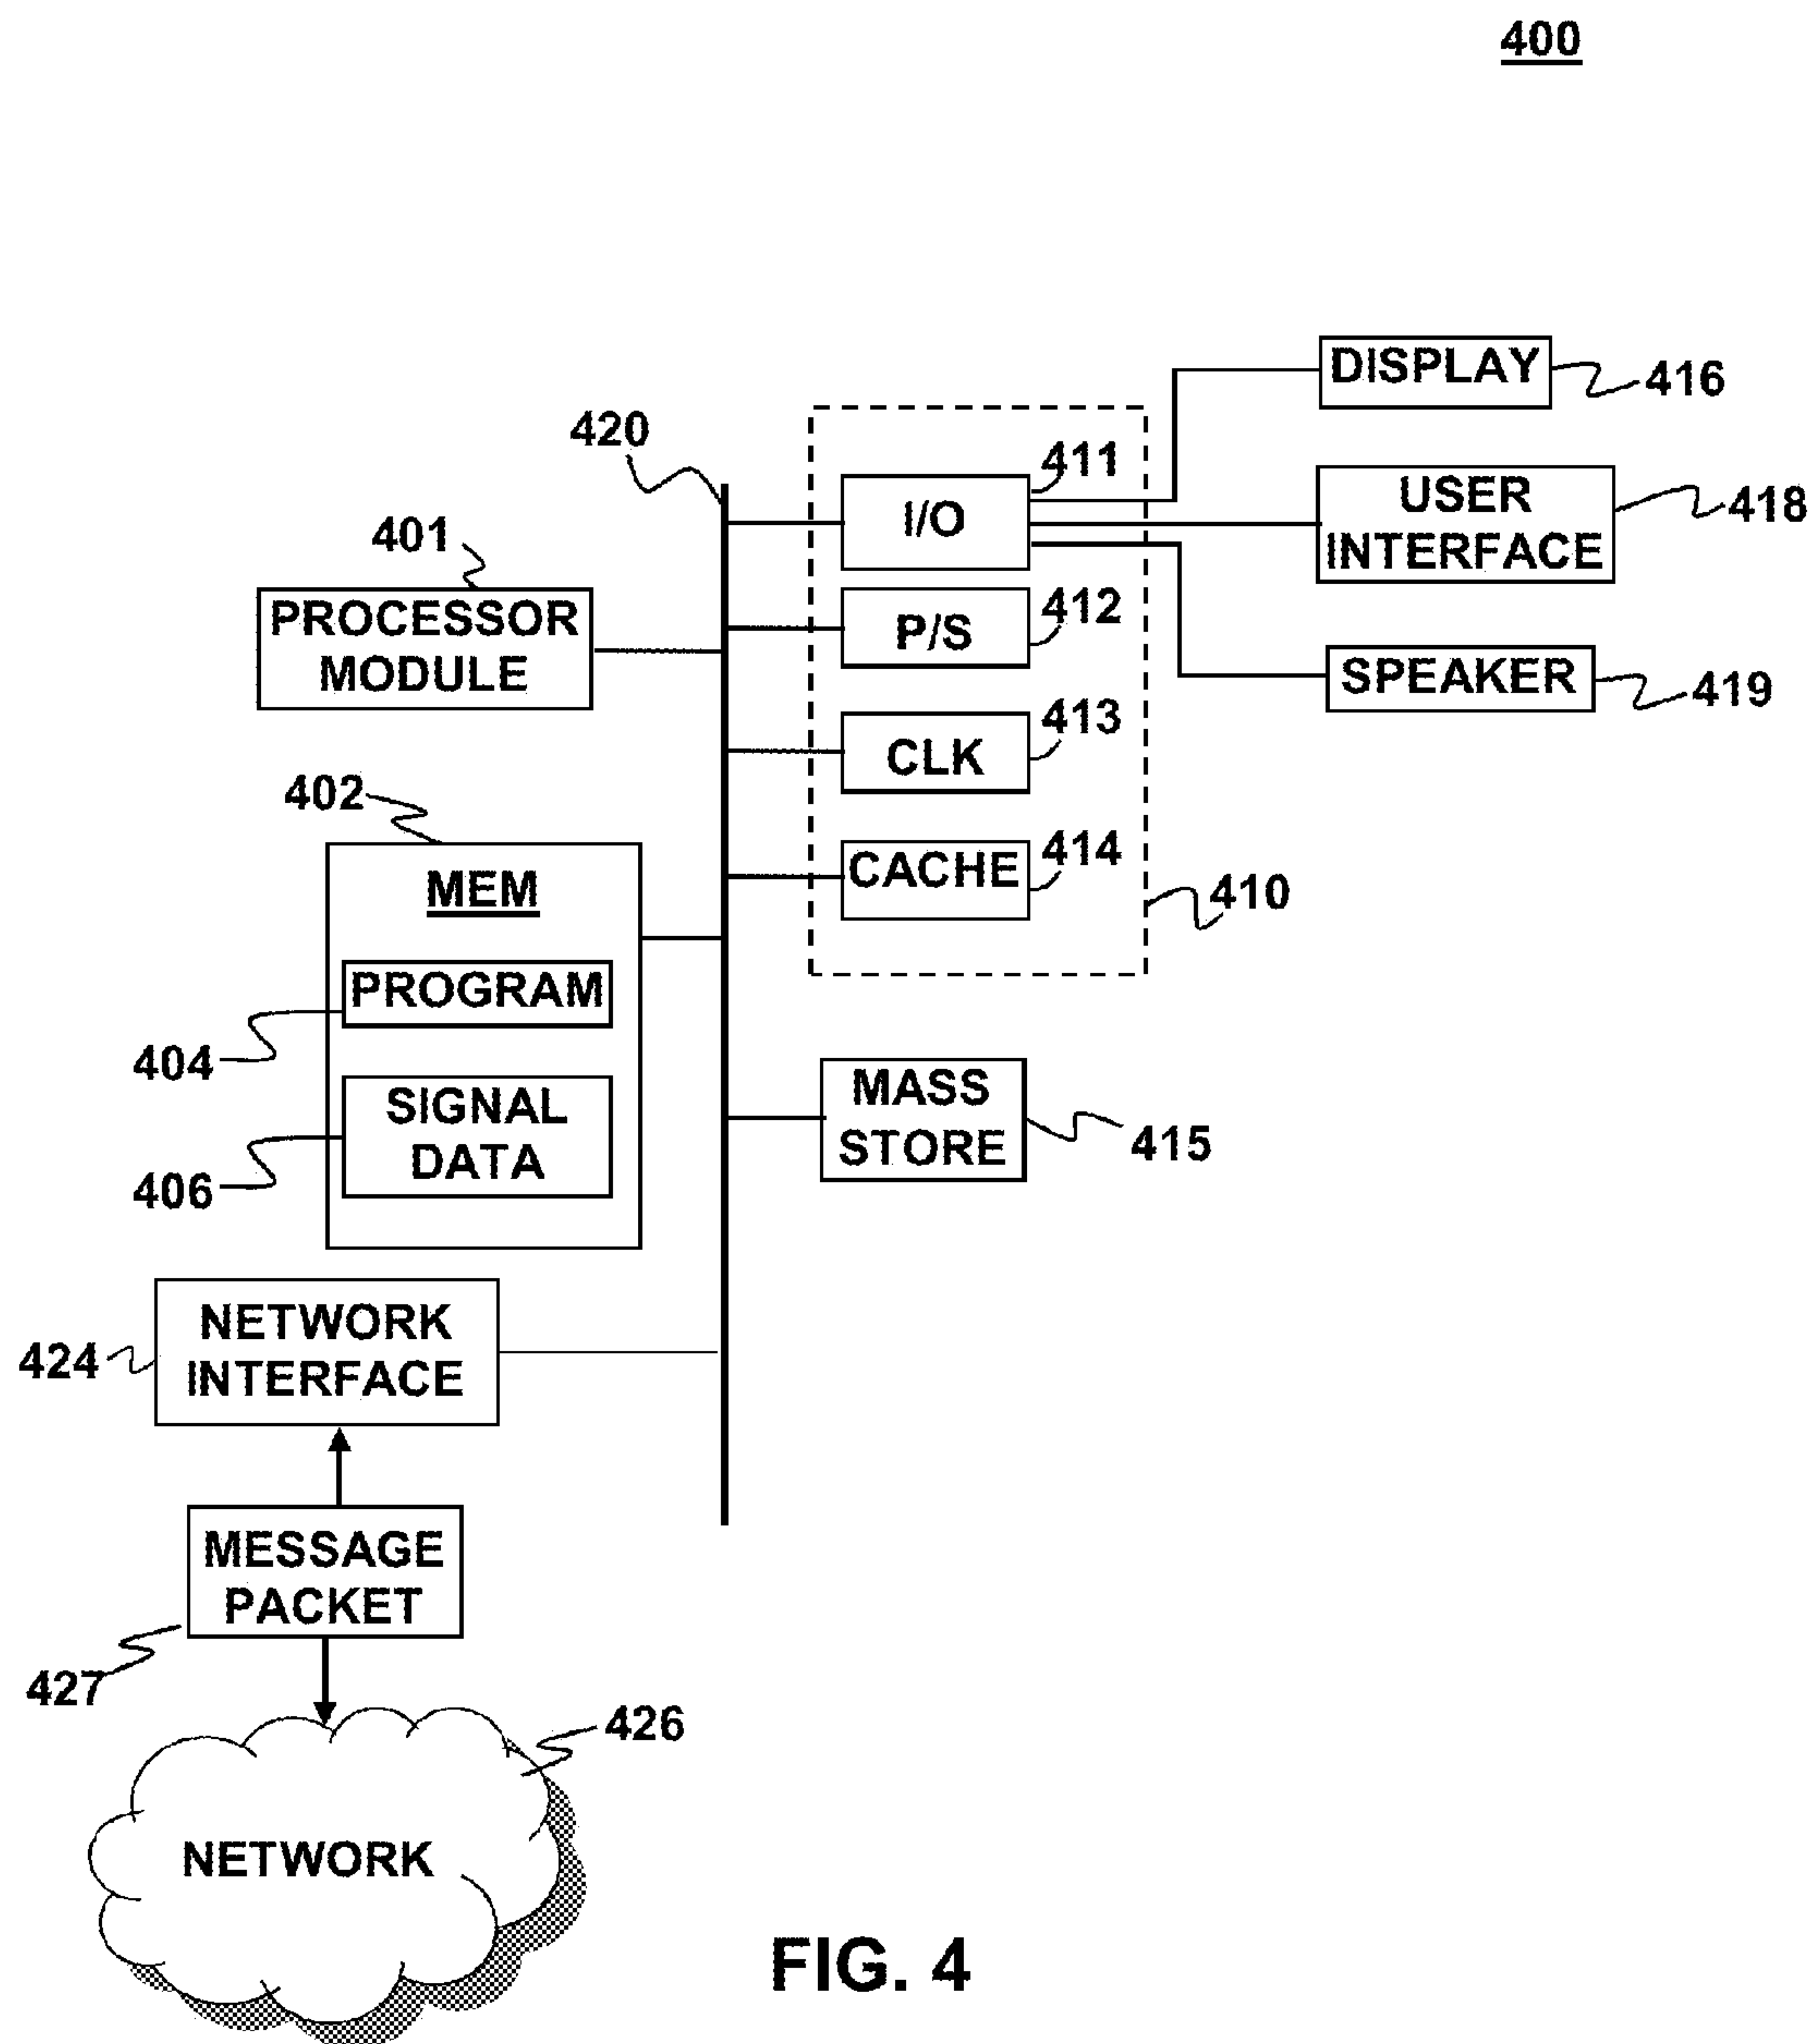 400
DISPLAY
416
420
411
I/O
USER
INTERFACE
418
401
PROCESSOR
MODULE
412
P/S
SPEAKER
419
413
CLK
402
MEM
414
CACHE
410
PROGRAM
404
SIGNAL
DATA
406
MASS
STORE
415
NETWORK
INTERFACE
424
MESSAGE
PACKET
427
426
NETWORK
FIG. 4